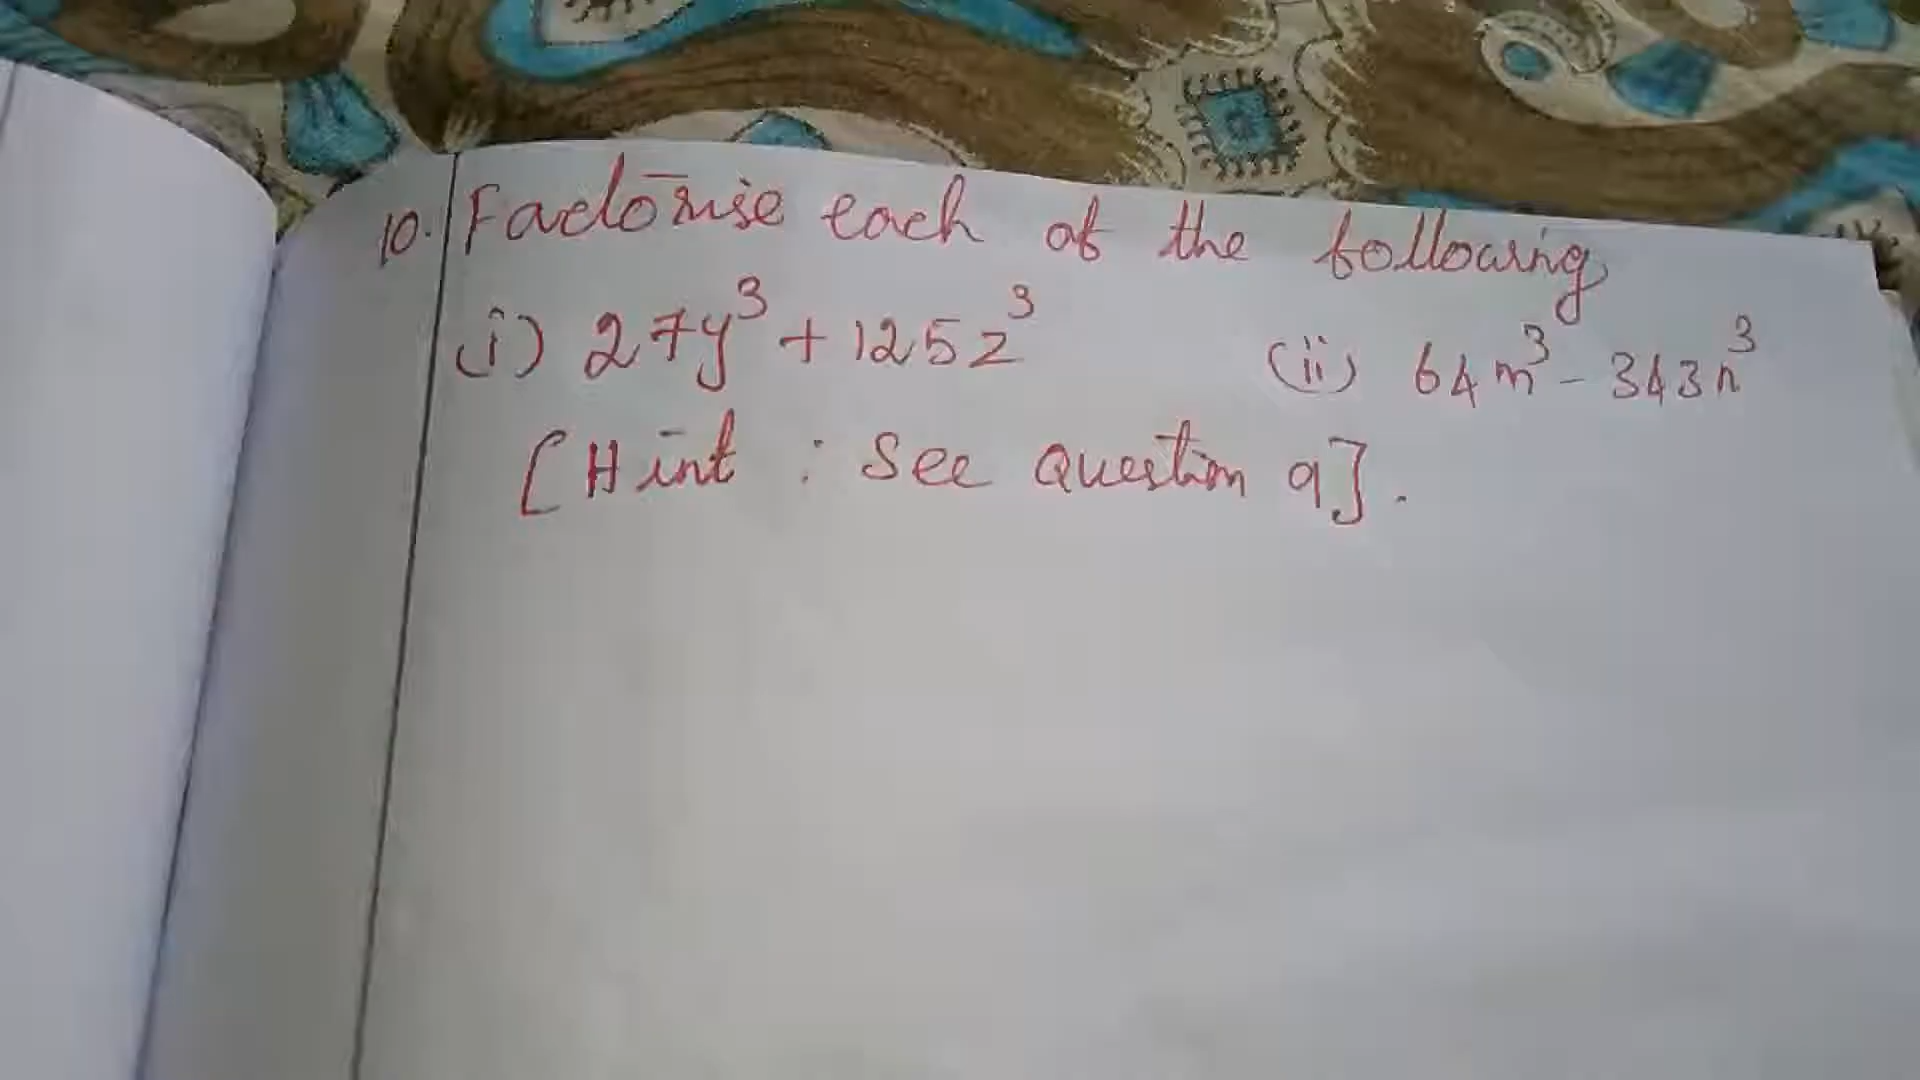 10. Factorise each of the following
(i) 27y³ + 125z³ (ii) 64m³ - 343n³
[Hint : See Question 9].